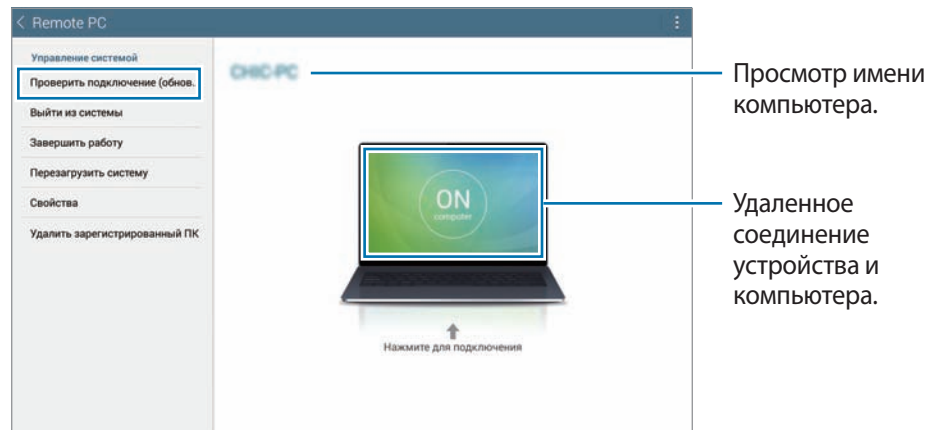 Remote PC
Управление системой
Проверить подключение (обнов.
Выйти из системы
Завершить работу
Перезагрузить систему
Свойства
Удалить зарегистрированный ПК
CHIC-PC
ON
computer
Нажмите для подключения
Просмотр имени
компьютера.
Удаленное
соединение
устройства и
компьютера.